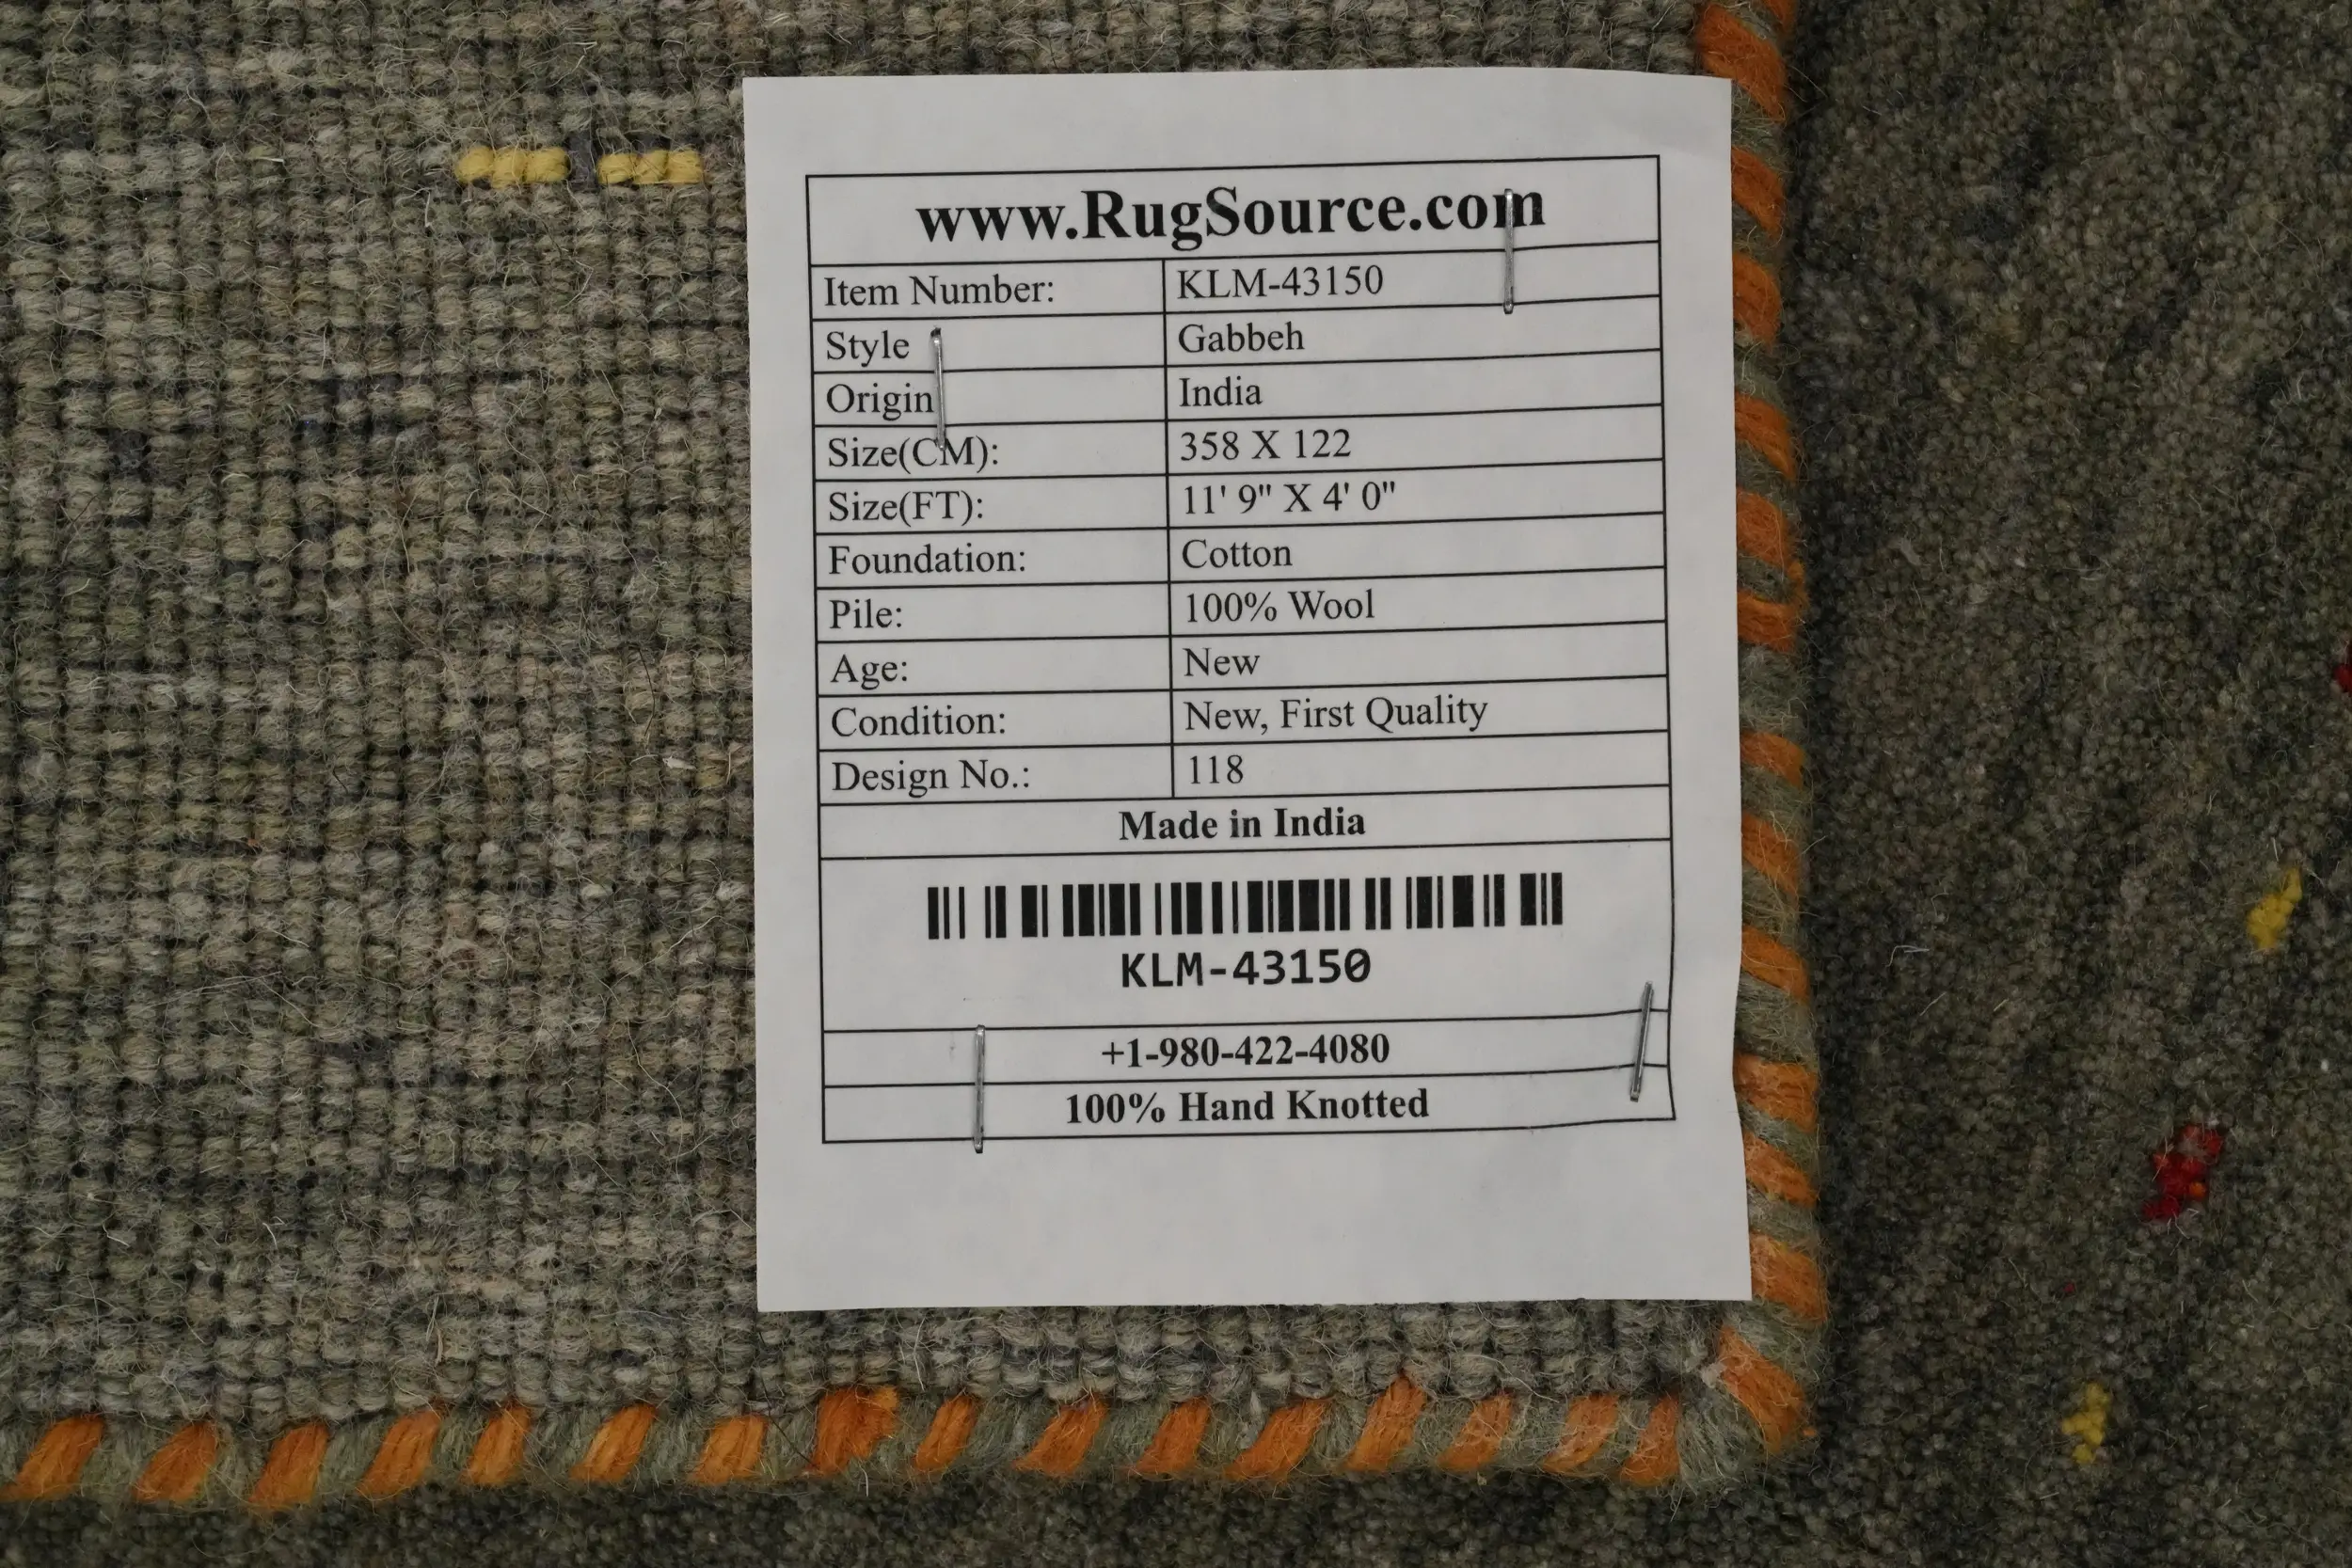 www.RugSource.com
Item Number: KLM-43150
Style Gabbeh
Origin India
Size(CM): 358 X 122
Size(FT): 11' 9" X 4' 0"
Foundation: Cotton
Pile: 100% Wool
Age: New
Condition: New, First Quality
Design No.: 118
Made in India
KLM-43150
+1-980-422-4080
100% Hand Knotted